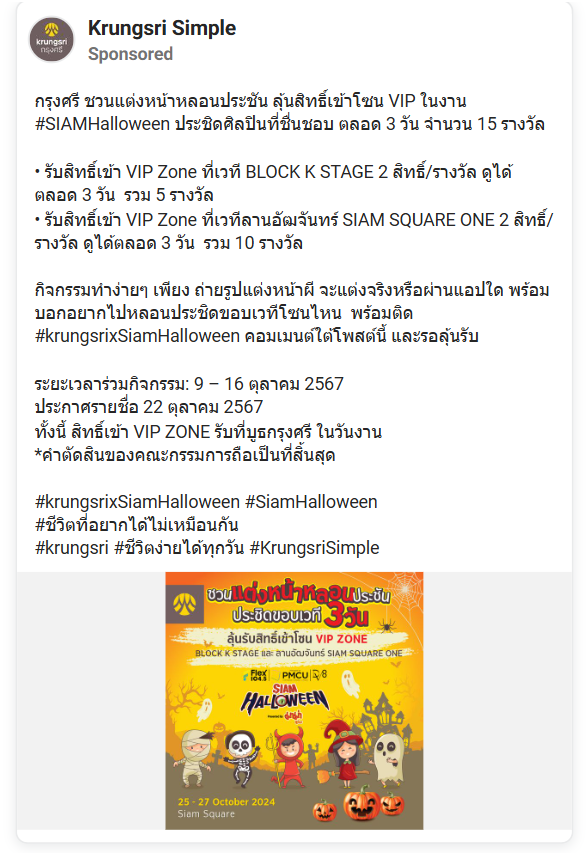 Krungsri Simple
Sponsored
krungsri
กรุงศรี
กรุงศรี ชวนแต่งหน้าหลอนประชัน ลุ้นสิทธิ์เข้าโซน VIP ในงาน
#SIAMHalloween ประชิดศิลปินที่ชื่นชอบ ตลอด 3 วัน จำนวน 15 รางวัล
• รับสิทธิ์เข้า VIP Zone ที่เวที BLOCK K STAGE 2 สิทธิ์/รางวัล ดูได้
ตลอด 3 วัน รวม 5 รางวัล
• รับสิทธิ์เข้า VIP Zone ที่เวทีลานอัฒจันทร์ SIAM SQUARE ONE 2 สิทธิ์/
รางวัล ดูได้ตลอด 3 วัน รวม 10 รางวัล
กิจกรรมทำง่ายๆ เพียง ถ่ายรูปแต่งหน้าผี จะแต่งจริงหรือผ่านแอปใด พร้อม
บอกอยากไปหลอนประชิดขอบเวทีโซนไหน พร้อมติด
#krungsrixSiamHalloween คอมเมนต์ใต้โพสต์นี้ และรอลุ้นรับ
ระยะเวลาร่วมกิจกรรม: 9 – 16 ตุลาคม 2567
ประกาศรายชื่อ 22 ตุลาคม 2567
ทั้งนี้ สิทธิ์เข้า VIP ZONE รับที่บูธกรุงศรี ในวันงาน
*คำตัดสินของคณะกรรมการถือเป็นที่สิ้นสุด
#krungsrixSiamHalloween #SiamHalloween
#ชีวิตที่อยากได้ไม่เหมือนกัน
#krungsri #ชีวิตง่ายได้ทุกวัน #KrungsriSimple
ชวนแต่งหน้าหลอนประชัน
ประชิดขอบเวที 3 วัน
ลุ้นรับสิทธิ์เข้าโซน VIP ZONE
BLOCK K STAGE และ ลานอัฒจันทร์ SIAM SQUARE ONE
Flex 104.5 PMCU
SIAM
HALLOWEEN
25 - 27 October 2024
Siam Square